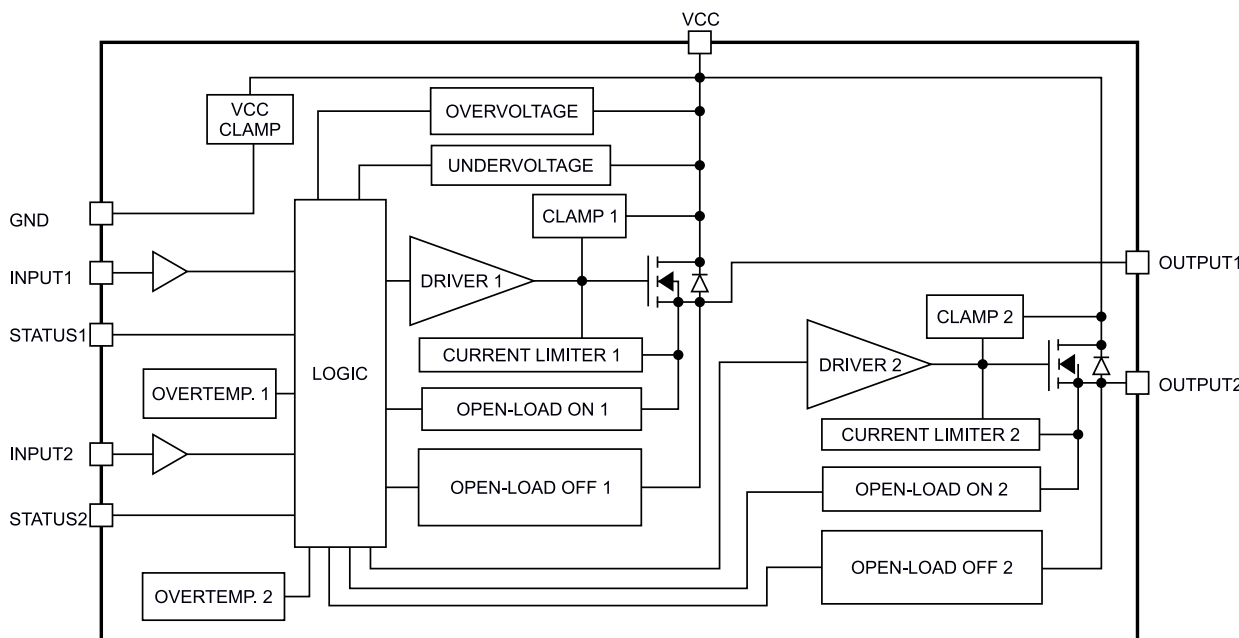 VCC
VCC
CLAMP
OVERVOLTAGE
UNDERVOLTAGE
GND
CLAMP 1
INPUT1
DRIVER 1
OUTPUT1
STATUS1
CURRENT LIMITER 1
LOGIC
CLAMP 2
DRIVER 2
OVERTEMP. 1
OPEN-LOAD ON 1
OUTPUT2
INPUT2
CURRENT LIMITER 2
OPEN-LOAD OFF 1
OPEN-LOAD ON 2
STATUS2
OPEN-LOAD OFF 2
OVERTEMP. 2